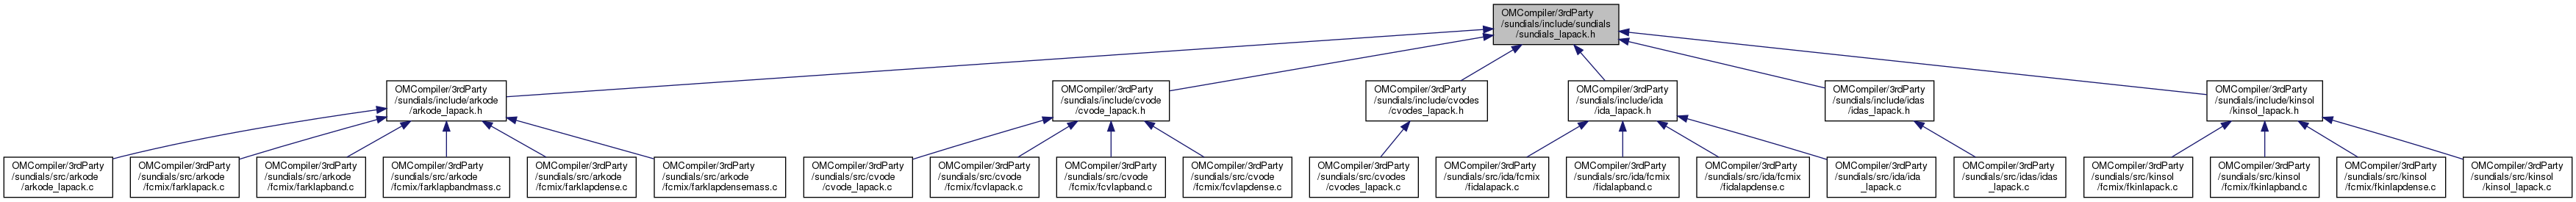 OMCompiler/3rdParty
/sundials/include/sundials
/sundials_lapack.h
OMCompiler/3rdParty
/sundials/include/arkode
/arkode_lapack.h
OMCompiler/3rdParty
/sundials/include/cvode
/cvode_lapack.h
OMCompiler/3rdParty
/sundials/include/cvodes
/cvodes_lapack.h
OMCompiler/3rdParty
/sundials/include/ida
/ida_lapack.h
OMCompiler/3rdParty
/sundials/include/idas
/idas_lapack.h
OMCompiler/3rdParty
/sundials/include/kinsol
/kinsol_lapack.h
OMCompiler/3rdParty
/sundials/src/arkode
/arkode_lapack.c
OMCompiler/3rdParty
/sundials/src/arkode
/fcmix/farklapack.c
OMCompiler/3rdParty
/sundials/src/arkode
/fcmix/farklapband.c
OMCompiler/3rdParty
/sundials/src/arkode
/fcmix/farklapbandmass.c
OMCompiler/3rdParty
/sundials/src/arkode
/fcmix/farklapdense.c
OMCompiler/3rdParty
/sundials/src/arkode
/fcmix/farklapdensemass.c
OMCompiler/3rdParty
/sundials/src/cvode
/cvode_lapack.c
OMCompiler/3rdParty
/sundials/src/cvode
/fcmix/fcvlapack.c
OMCompiler/3rdParty
/sundials/src/cvode
/fcmix/fcvlapband.c
OMCompiler/3rdParty
/sundials/src/cvode
/fcmix/fcvlapdense.c
OMCompiler/3rdParty
/sundials/src/cvodes
/cvodes_lapack.c
OMCompiler/3rdParty
/sundials/src/ida/fcmix
/fidalapack.c
OMCompiler/3rdParty
/sundials/src/ida/fcmix
/fidalapband.c
OMCompiler/3rdParty
/sundials/src/ida/fcmix
/fidalapdense.c
OMCompiler/3rdParty
/sundials/src/ida/ida
_lapack.c
OMCompiler/3rdParty
/sundials/src/idas/idas
_lapack.c
OMCompiler/3rdParty
/sundials/src/kinsol
/fcmix/fkinlapack.c
OMCompiler/3rdParty
/sundials/src/kinsol
/fcmix/fkinlapband.c
OMCompiler/3rdParty
/sundials/src/kinsol
/fcmix/fkinlapdense.c
OMCompiler/3rdParty
/sundials/src/kinsol
/kinsol_lapack.c